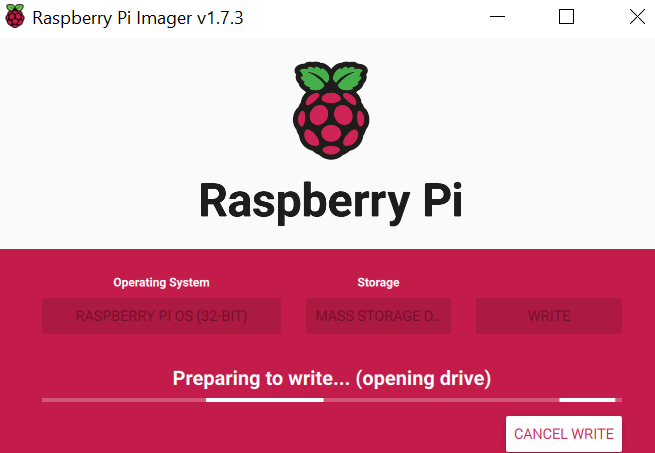 Raspberry Pi Imager v1.7.3
Raspberry Pi
Operating System
Storage
RASPBERRY PI OS (32-BIT)
MASS STORAGE D...
WRITE
Preparing to write... (opening drive)
CANCEL WRITE